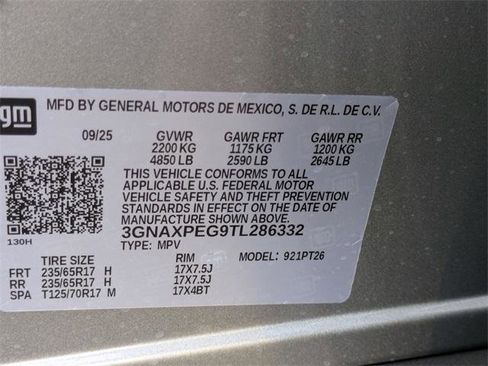 gm
MFD BY GENERAL MOTORS DE MEXICO, S. DE R.L. DE C.V.
09/25 GVWR GAWR FRT GAWR RR
2200 KG 1175 KG 1200 KG
4850 LB 2590 LB 2645 LB
THIS VEHICLE CONFORMS TO ALL
APPLICABLE U.S. FEDERAL MOTOR
VEHICLE SAFETY AND THEFT PREVENTION
STANDARDS IN EFFECT ON THE DATE OF
MANUFACTURE SHOWN ABOVE.
3GNAXPEG9TL286332
130H
TYPE: MPV MODEL: 921PT26
TIRE SIZE RIM
FRT 235/65R17 H 17X7.5J
RR 235/65R17 H 17X7.5J
SPA T125/70R17 M 17X4BT